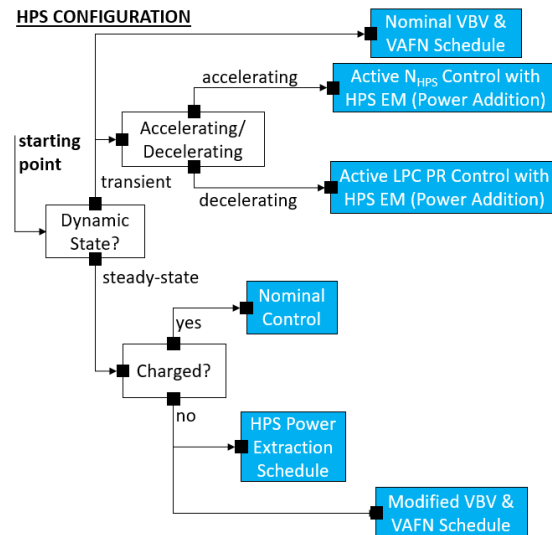 HPS CONFIGURATION
Nominal VBV &
VAFN Schedule
accelerating
Active NHPS Control with
HPS EM (Power Addition)
starting
point
Accelerating/
Decelerating
transient
Active LPC PR Control with
HPS EM (Power Addition)
decelerating
Dynamic
State?
steady-state
Nominal
Control
yes
Charged?
no
HPS Power
Extraction
Schedule
Modified VBV &
VAFN Schedule